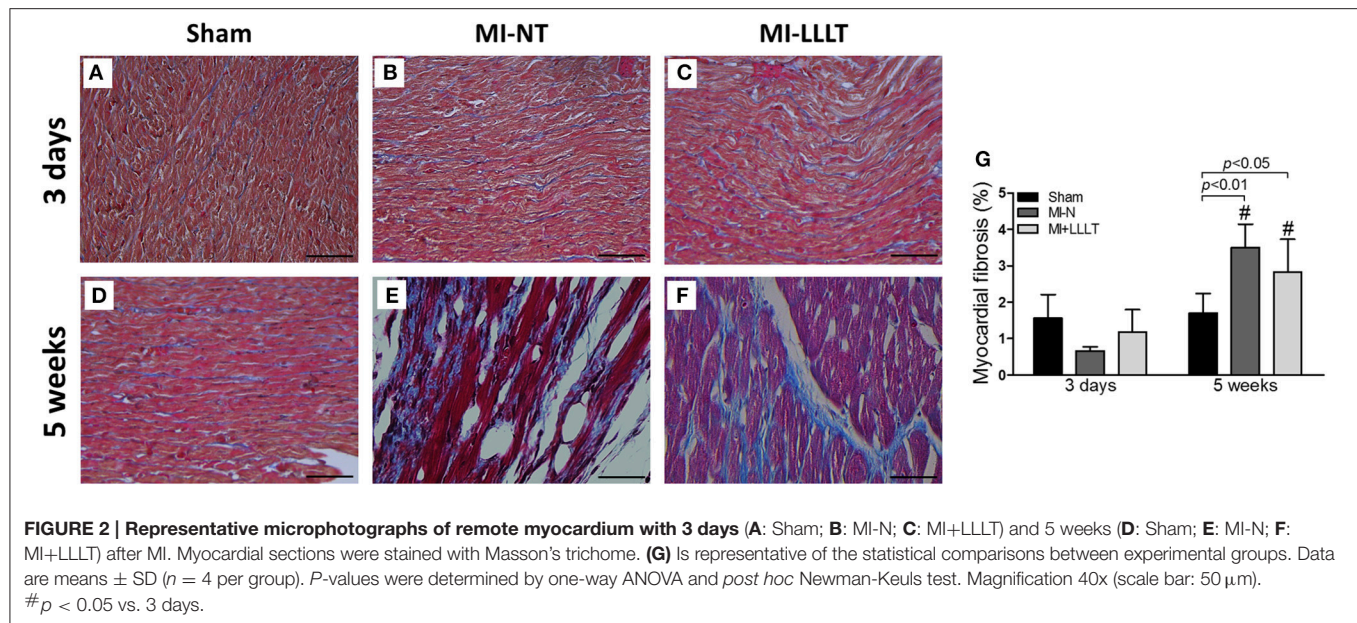 Sham MI-NT MI-LLLT
3 days
A
B
C
5 weeks
D
E
F
G
p<0.05
p<0.01
Sham
MI-N
MI+LLLT
# #
Myocardial fibrosis (%)
5
4
3
2
1
0
3 days 5 weeks
FIGURE 2 | Representative microphotographs of remote myocardium with 3 days (A: Sham; B: MI-N; C: MI+LLLT) and 5 weeks (D: Sham; E: MI-N; F:
MI+LLLT) after MI. Myocardial sections were stained with Masson's trichome. (G) Is representative of the statistical comparisons between experimental groups. Data
are means ± SD (n = 4 per group). P-values were determined by one-way ANOVA and post hoc Newman-Keuls test. Magnification 40x (scale bar: 50 μm).
#p < 0.05 vs. 3 days.